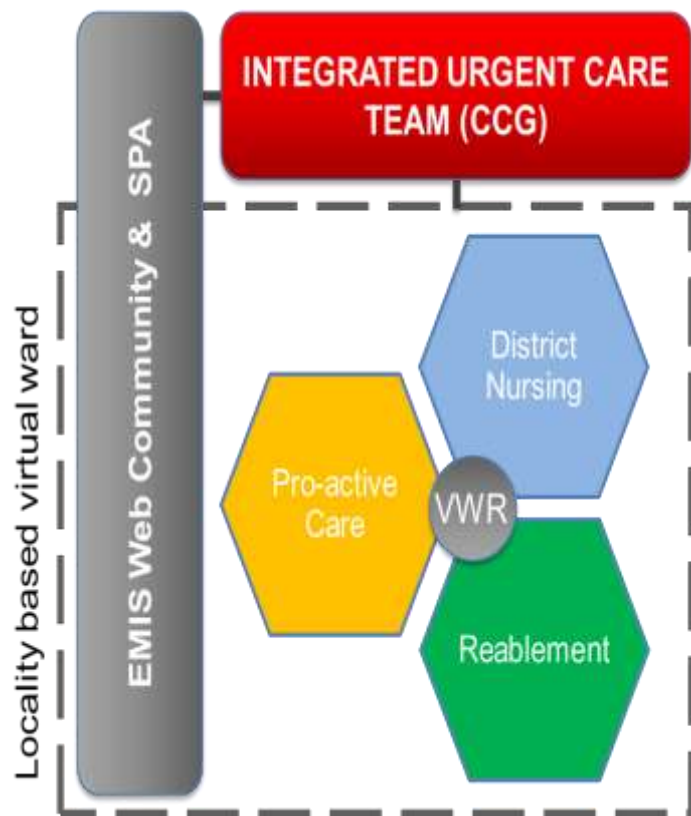 INTEGRATED URGENT CARE
TEAM (CCG)
EMIS Web Community & SPA
Locality based virtual ward
District
Nursing
Pro-active
Care
VWR
Reablement